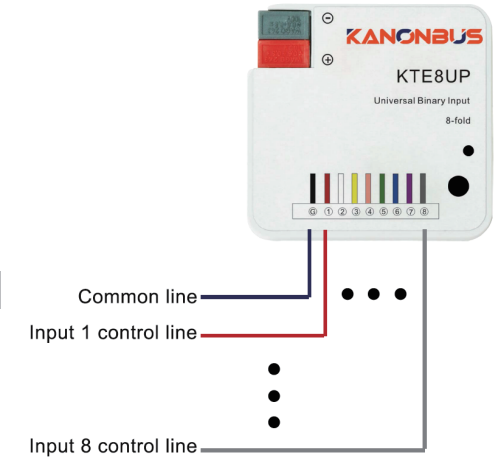 KANONBUS
KTE8UP
Universal Binary Input
8-fold
G 1 2 3 4 5 6 7 8
Common line
Input 1 control line
Input 8 control line